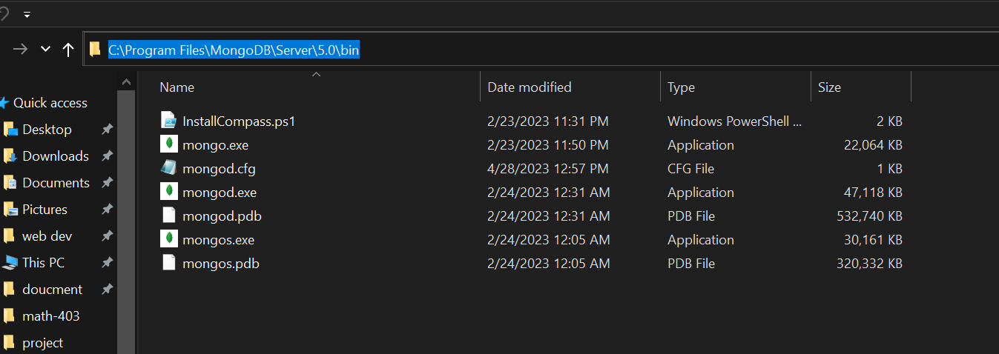 C:\Program Files\MongoDB\Server\5.0\bin
Name Date modified Type Size
Quick access
Desktop
Downloads
Documents
Pictures
web dev
This PC
doucment
math-403
project
InstallCompass.ps1 2/23/2023 11:31 PM Windows PowerShell ... 2 KB
mongo.exe 2/23/2023 11:50 PM Application 22,064 KB
mongod.cfg 4/28/2023 12:57 PM CFG File 1 KB
mongod.exe 2/24/2023 12:31 AM Application 47,118 KB
mongod.pdb 2/24/2023 12:31 AM PDB File 532,740 KB
mongos.exe 2/24/2023 12:05 AM Application 30,161 KB
mongos.pdb 2/24/2023 12:05 AM PDB File 320,332 KB